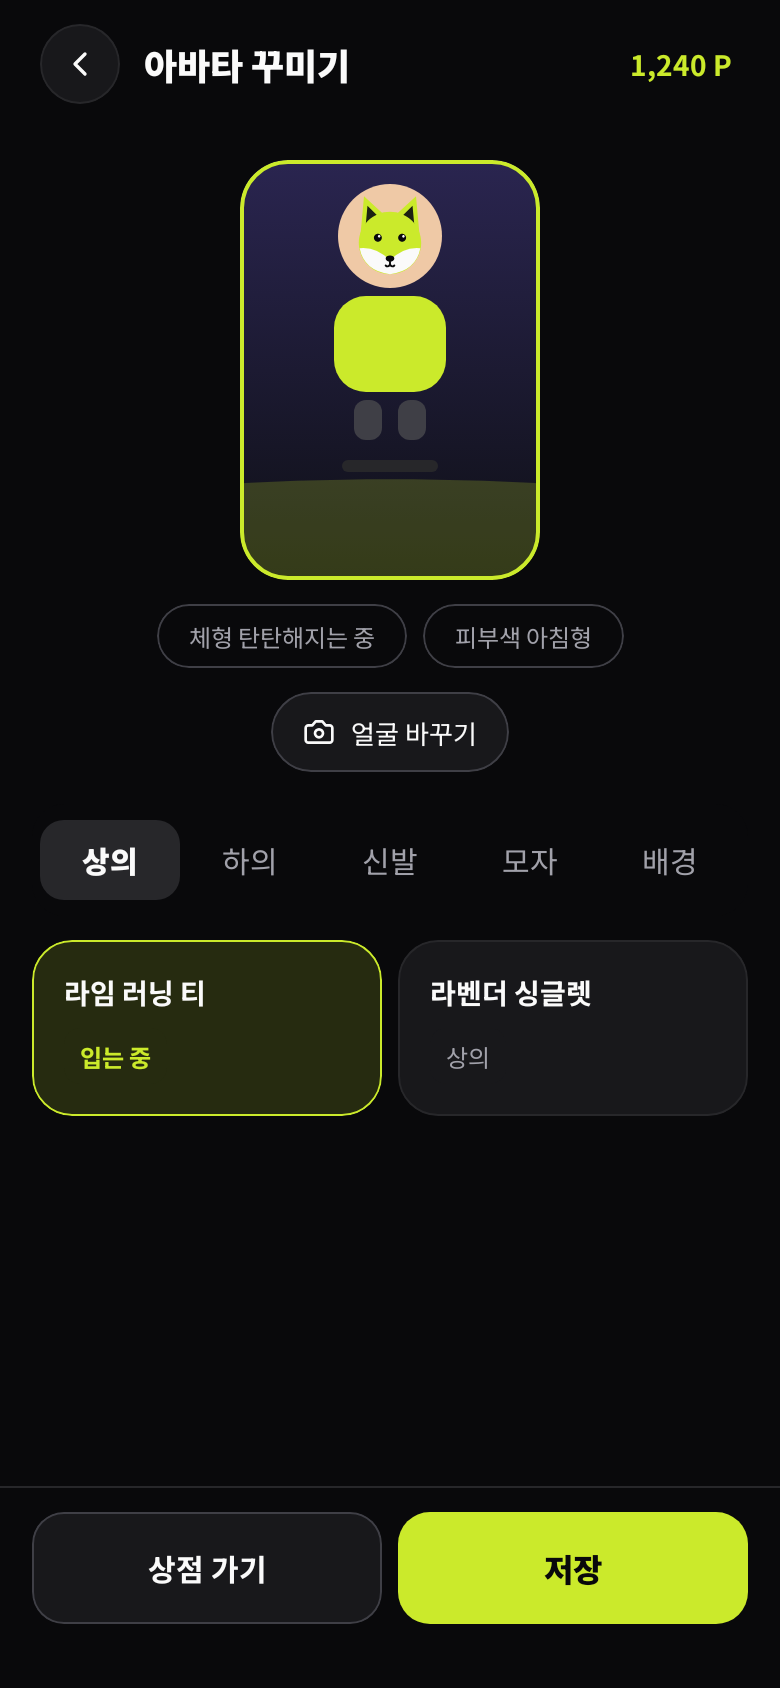 아바타 꾸미기
1,240 P
체형 탄탄해지는 중
피부색 아침형
얼굴 바꾸기
상의
하의
신발
모자
배경
라임 러닝 티
입는 중
라벤더 싱글렛
상의
상점 가기
저장